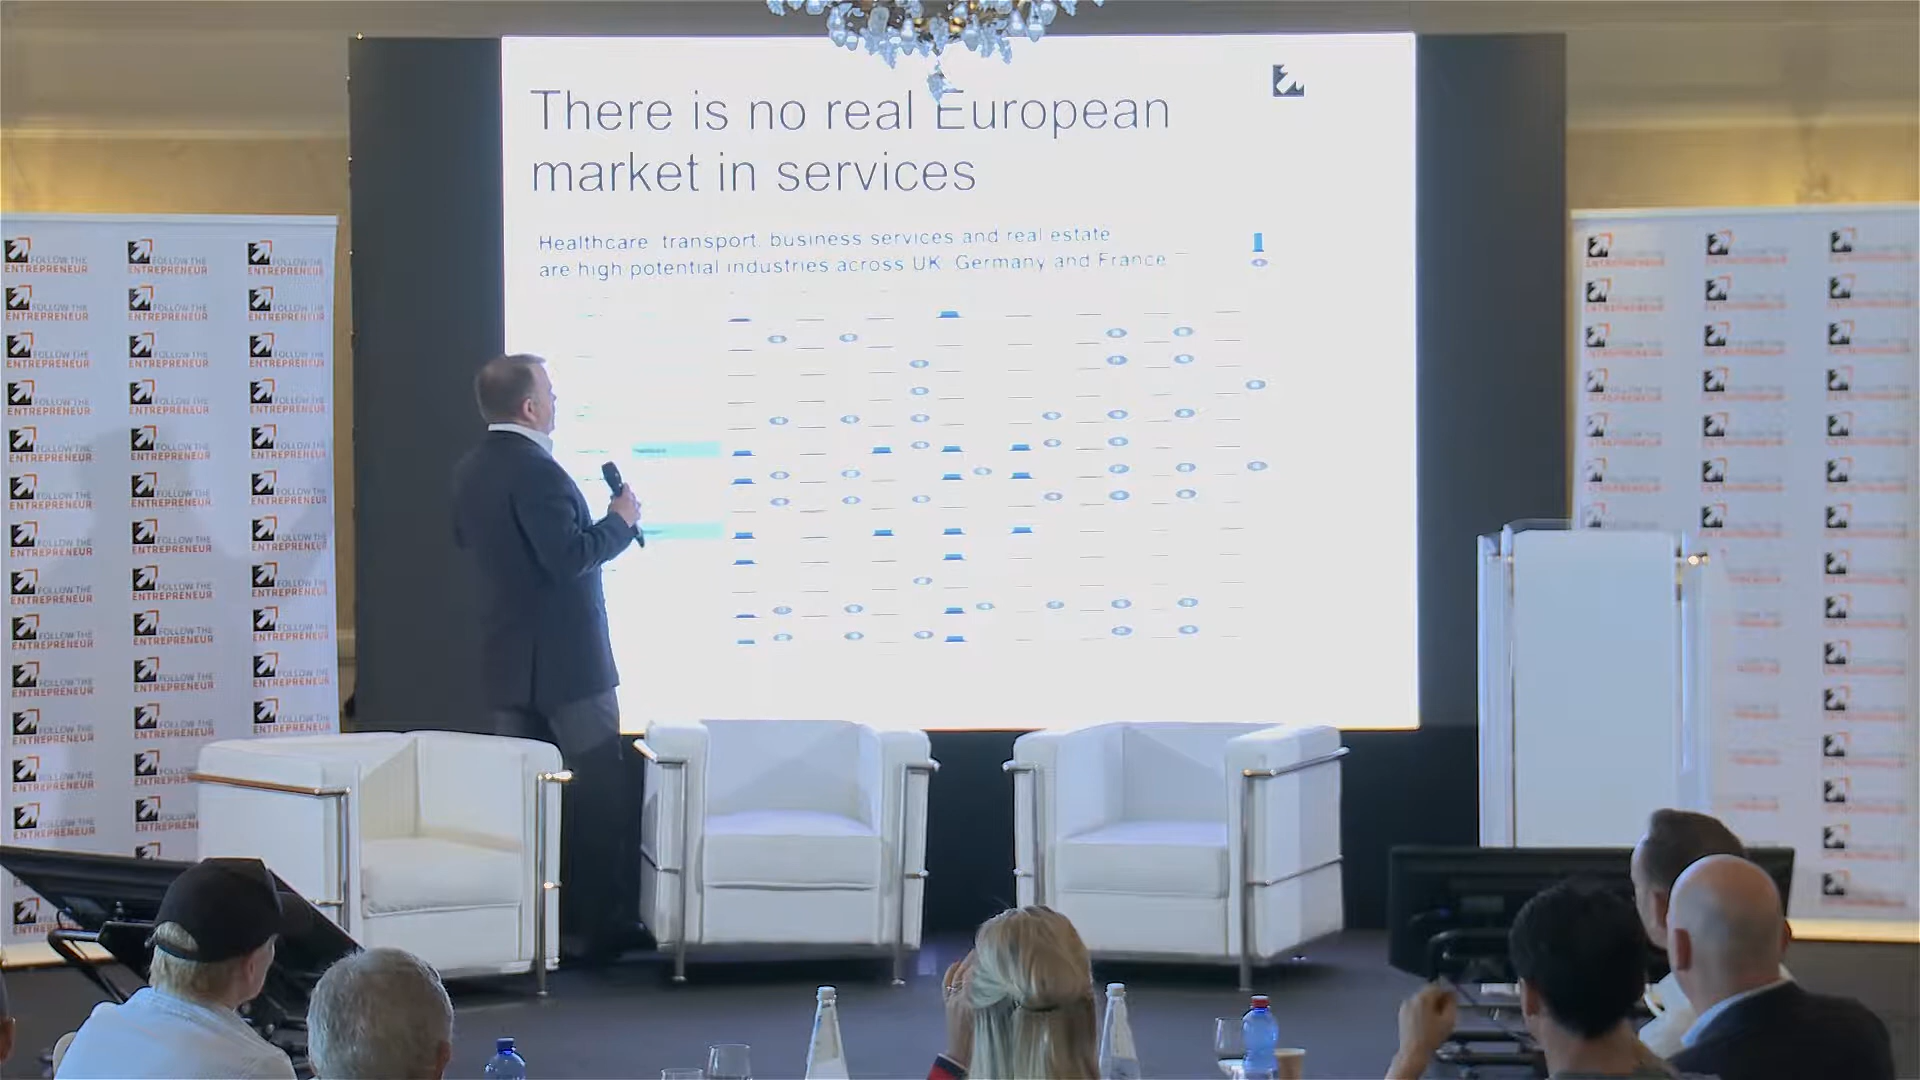 There is no real European
market in services
Healthcare transport business services and real estate
are high potential industries across UK Germany and France
FOLLOW THE
ENTREPRENEUR